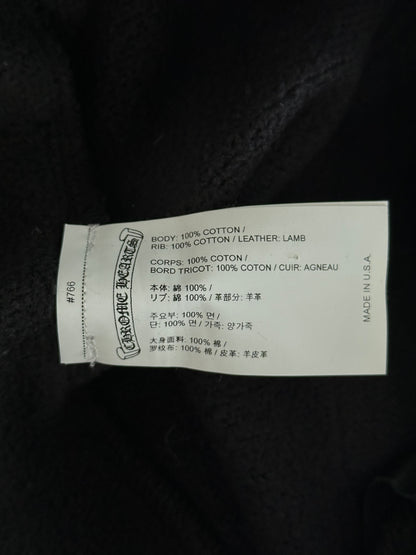 #766
CHROME HEARTS
BODY: 100% COTTON /
RIB: 100% COTTON / LEATHER: LAMB
CORPS: 100% COTON /
BORD TRICOT: 100% COTON / CUIR: AGNEAU
本体: 綿 100% /
リブ: 綿 100% / 革部分: 羊革
주요부: 100% 면 /
단: 100% 면 / 가죽: 양가죽
大身面料: 100% 棉 /
罗纹布: 100% 棉 / 皮革: 羊皮革
MADE IN U.S.A.